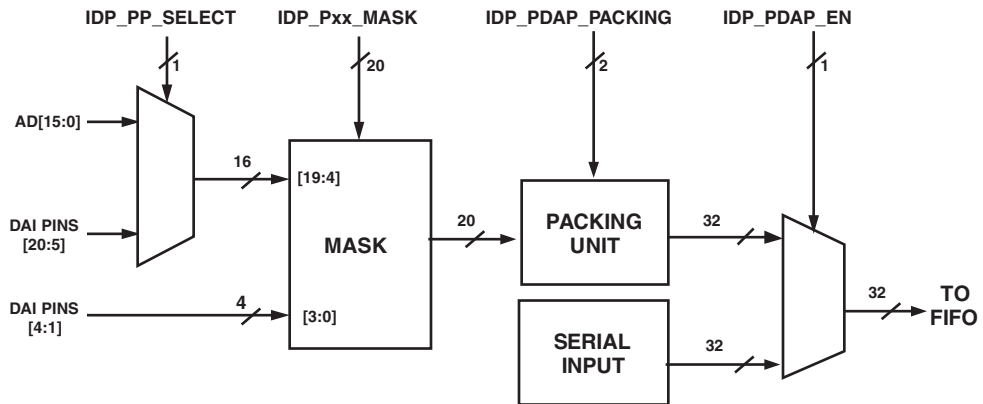 IDP_PP_SELECT
IDP_Pxx_MASK
IDP_PDAP_PACKING
IDP_PDAP_EN
1
20
2
1
AD[15:0]
16
[19:4]
DAI PINS
[20:5]
MASK
20
PACKING
UNIT
32
DAI PINS
[4:1]
4
[3:0]
SERIAL
INPUT
32
32
TO
FIFO